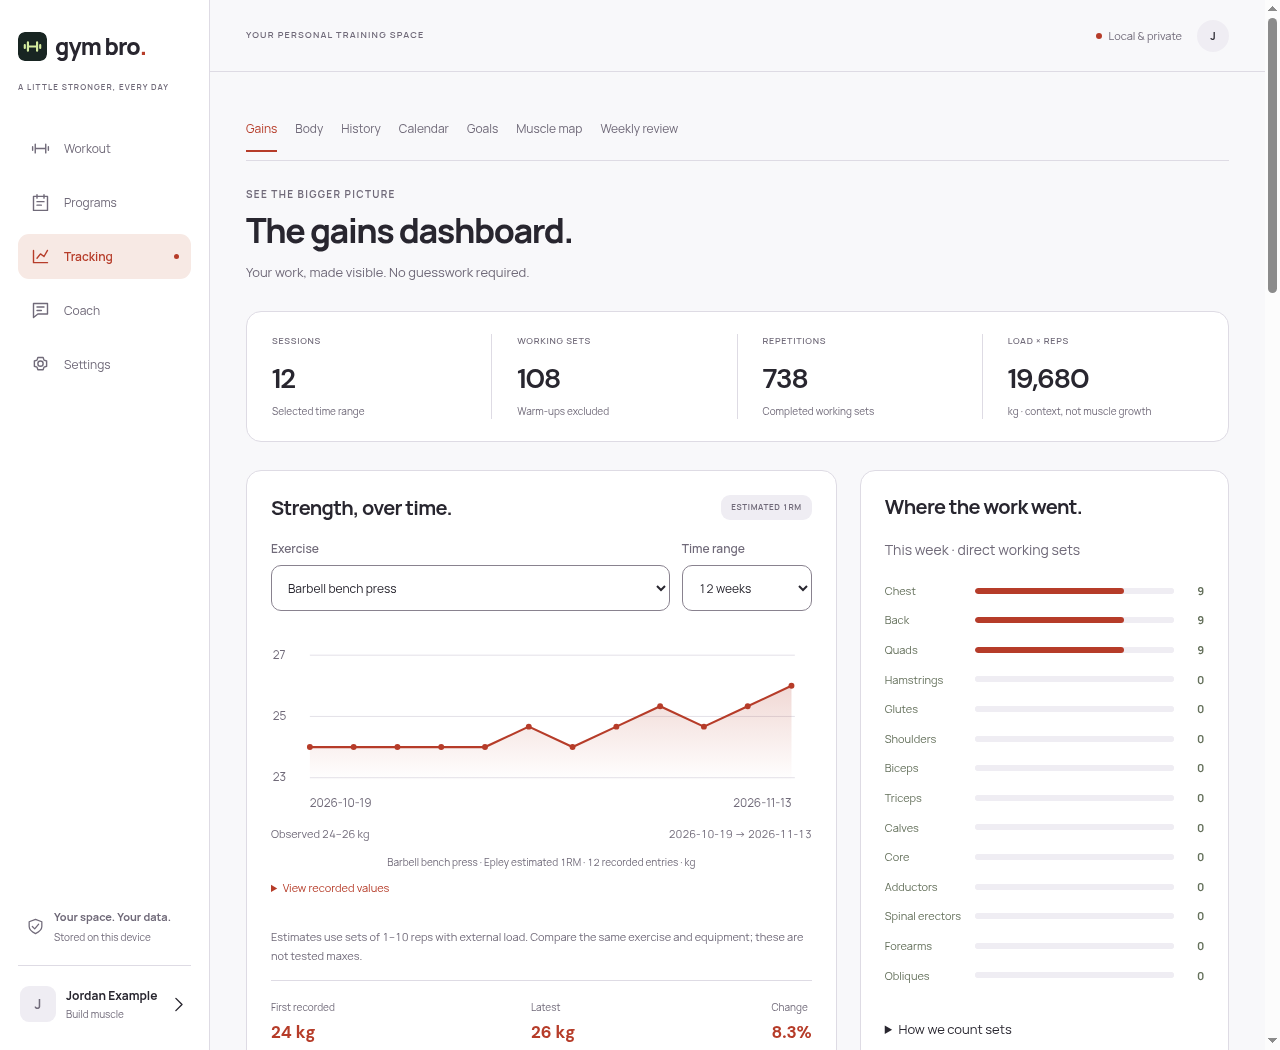 gym bro.
A LITTLE STRONGER, EVERY DAY
Workout
Programs
Tracking
Coach
Settings
Your space. Your data.
Stored on this device
J
Jordan Example
Build muscle
YOUR PERSONAL TRAINING SPACE
Local & private
J
Gains Body History Calendar Goals Muscle map Weekly review
SEE THE BIGGER PICTURE
The gains dashboard.
Your work, made visible. No guesswork required.
SESSIONS
12
Selected time range
WORKING SETS
108
Warm-ups excluded
REPETITIONS
738
Completed working sets
LOAD × REPS
19,680
kg · context, not muscle growth
Strength, over time.
ESTIMATED 1RM
Exercise
Barbell bench press
Time range
12 weeks
27
25
23
2026-10-19
2026-11-13
Observed 24–26 kg
2026-10-19 → 2026-11-13
Barbell bench press · Epley estimated 1RM · 12 recorded entries · kg
View recorded values
Estimates use sets of 1–10 reps with external load. Compare the same exercise and equipment; these are
not tested maxes.
First recorded
24 kg
Latest
26 kg
Change
8.3%
Where the work went.
This week · direct working sets
Chest 9
Back 9
Quads 9
Hamstrings 0
Glutes 0
Shoulders 0
Biceps 0
Triceps 0
Calves 0
Core 0
Adductors 0
Spinal erectors 0
Forearms 0
Obliques 0
How we count sets